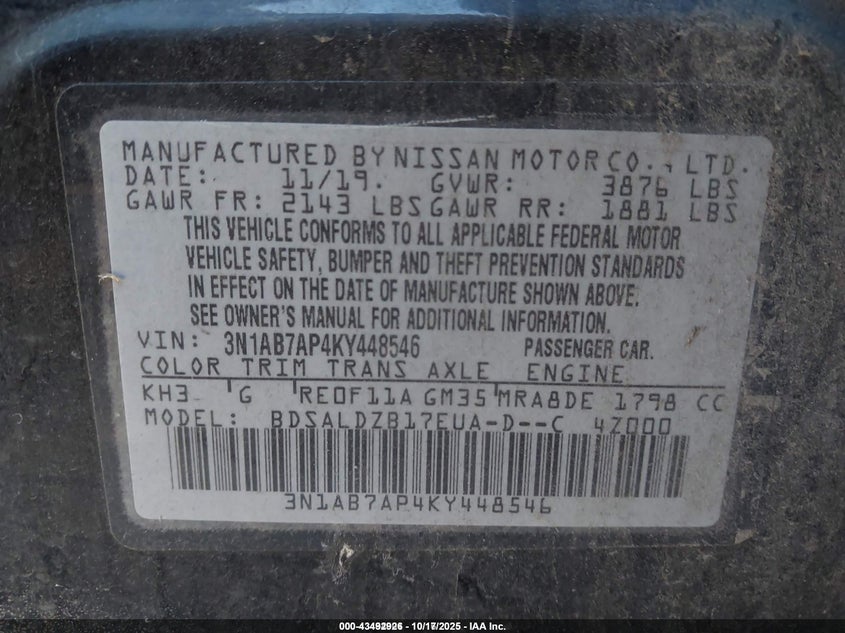 MANUFACTURED BY NISSAN MOTOR CO., LTD.
DATE: 11/19. GVWR: 3876 LBS
GAWR FR: 2143 LBS GAWR RR: 1881 LBS
THIS VEHICLE CONFORMS TO ALL APPLICABLE FEDERAL MOTOR
VEHICLE SAFETY, BUMPER AND THEFT PREVENTION STANDARDS
IN EFFECT ON THE DATE OF MANUFACTURE SHOWN ABOVE.
SEE OWNER'S MANUAL FOR ADDITIONAL INFORMATION.
VIN: 3N1AB7AP4KY448546 PASSENGER CAR.
COLOR TRIM TRANS AXLE ENGINE
KH3 G RE0F11A GM35 MRA8DE 1798 CC
MODEL: BDSALDZB17EUA-D--C 4Z000
3N1AB7AP4KY448546
10/17/2025 - IAA Inc.